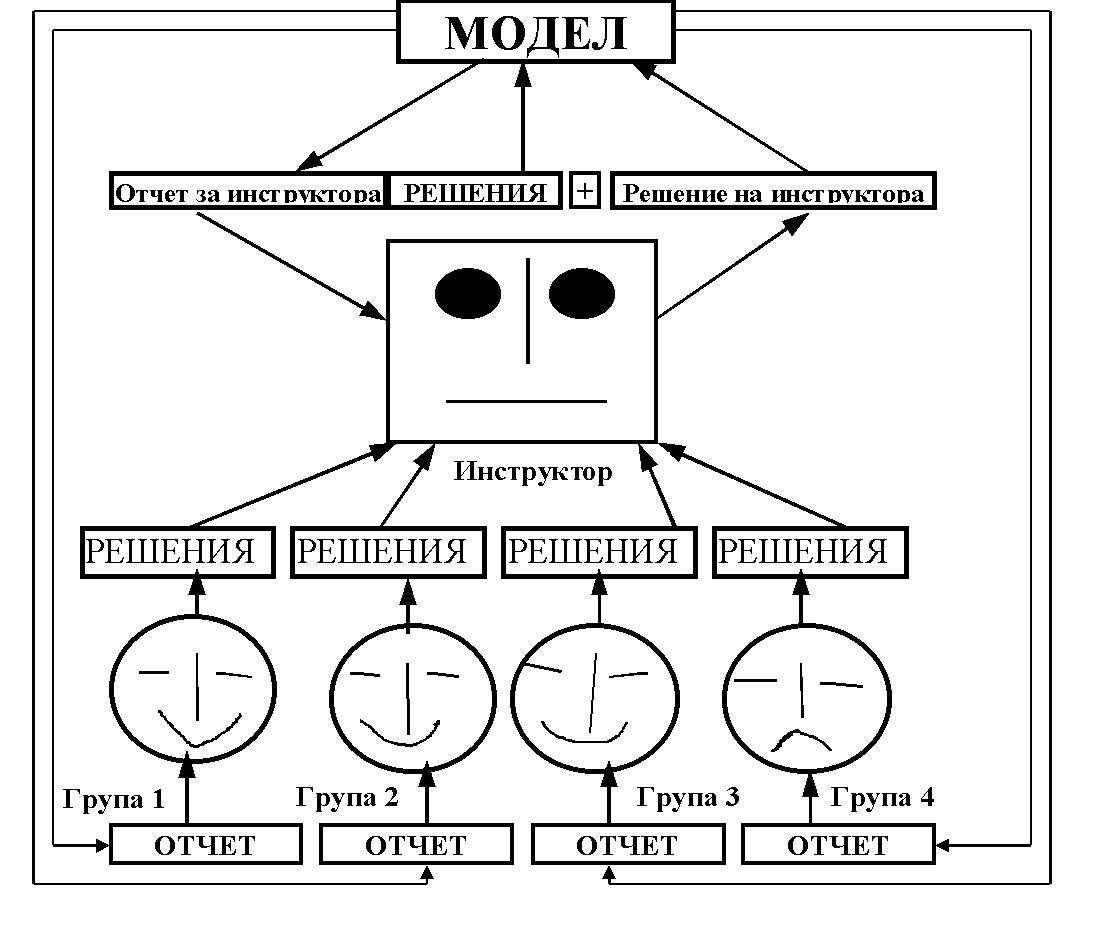 МОДЕЛ
Отчет за инструктора
РЕШЕНИЯ
+
Решение на инструктора
Инструктор
РЕШЕНИЯ
РЕШЕНИЯ
РЕШЕНИЯ
РЕШЕНИЯ
Група 1
Група 2
Група 3
Група 4
ОТЧЕТ
ОТЧЕТ
ОТЧЕТ
ОТЧЕТ